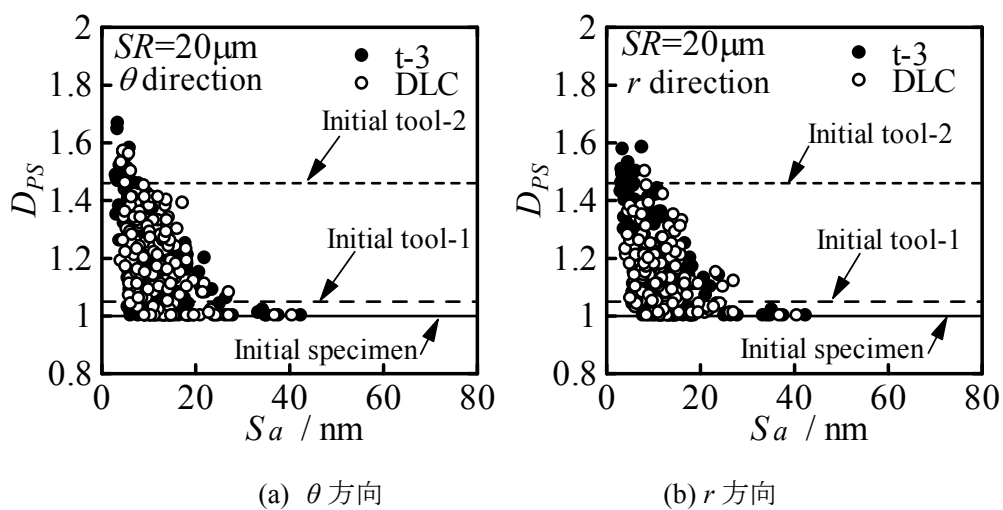 2
SR=20μm
θ direction
t-3
DLC
1.8
1.6
Initial tool-2
1.4
D_PS
Initial tool-1
1.2
1
Initial specimen
0.8
0 20 40 60 80
Sa / nm
(a) θ 方向
2
SR=20μm
r direction
t-3
DLC
1.8
1.6
Initial tool-2
1.4
D_PS
Initial tool-1
1.2
1
Initial specimen
0.8
0 20 40 60 80
Sa / nm
(b) r 方向